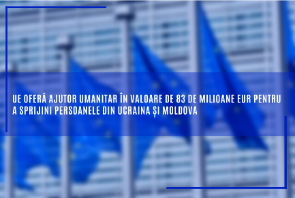 UE OFERĂ AJUTOR UMANITAR ÎN VALOARE DE 83 DE MILIOANE EUR PENTRU
A SPRIJINI PERSOANELE DIN UCRAINA ȘI MOLDOVA